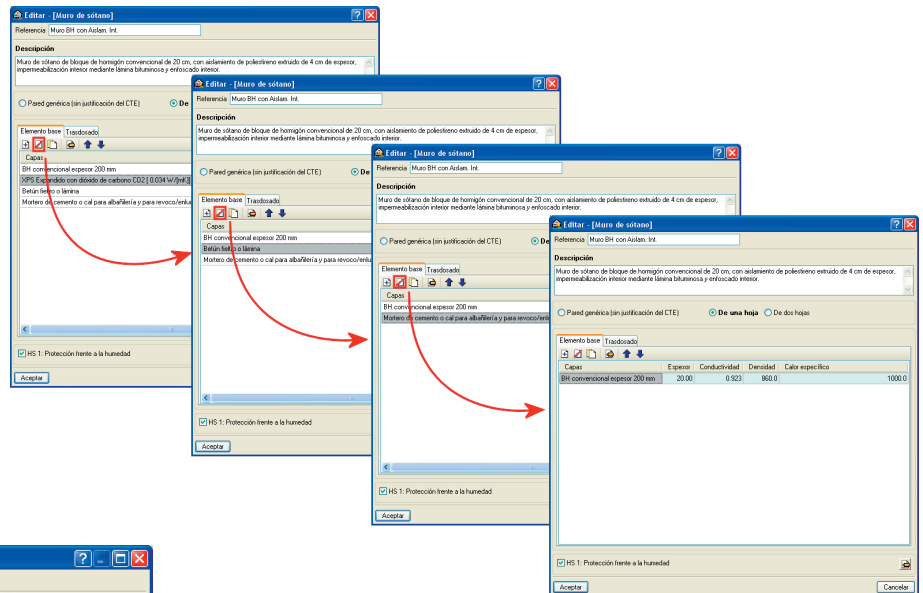 Editar - [Muro de sótano]
Referencia Muro BH con Aislam. Int.
Descripción
Muro de sótano de bloque de hormigón convencional de 20 cm, con aislamiento de poliestireno extruido de 4 cm de espesor,
impermeabilización interior mediante lámina bituminosa y enfoscado interior.
Pared genérica (sin justificación del CTE) De
Elemento base Trasdosado
Capas
BH convencional espesor 200 mm
XPS Expandido con dióxido de carbono CO2 [ 0.034 W/[mK]]
Betún fieltro o lámina
Mortero de cemento o cal para albañilería y para revoco/enluc
HS 1: Protección frente a la humedad
Aceptar
Editar - [Muro de sótano]
Referencia Muro BH con Aislam. Int.
Descripción
Muro de sótano de bloque de hormigón convencional de 20 cm, con aislamiento de poliestireno extruido de 4 cm de espesor,
impermeabilización interior mediante lámina bituminosa y enfoscado interior.
Pared genérica (sin justificación del CTE) De
Elemento base Trasdosado
Capas
BH convencional espesor 200 mm
Betún fieltro o lámina
Mortero de cemento o cal para albañilería y para revoco/enlu
HS 1: Protección frente a la humedad
Aceptar
Editar - [Muro de sótano]
Referencia Muro BH con Aislam. Int.
Descripción
Muro de sótano de bloque de hormigón convencional de 20 cm, con aislamiento de poliestireno extruido de 4 cm de espesor,
impermeabilización interior mediante lámina bituminosa y enfoscado interior.
Pared genérica (sin justificación del CTE) De
Elemento base Trasdosado
Capas
BH convencional espesor 200 mm
Mortero de cemento o cal para albañilería y para revoco/enl
HS 1: Protección frente a la humedad
Aceptar
Editar - [Muro de sótano]
Referencia Muro BH con Aislam. Int.
Descripción
Muro de sótano de bloque de hormigón convencional de 20 cm, con aislamiento de poliestireno extruido de 4 cm de espesor,
impermeabilización interior mediante lámina bituminosa y enfoscado interior.
Pared genérica (sin justificación del CTE) De una hoja De dos hojas
Elemento base Trasdosado
Capas Espesor Conductividad Densidad Calor específico
BH convencional espesor 200 mm 20.00 0.923 860.0 1000.0
HS 1: Protección frente a la humedad
Aceptar Cancelar